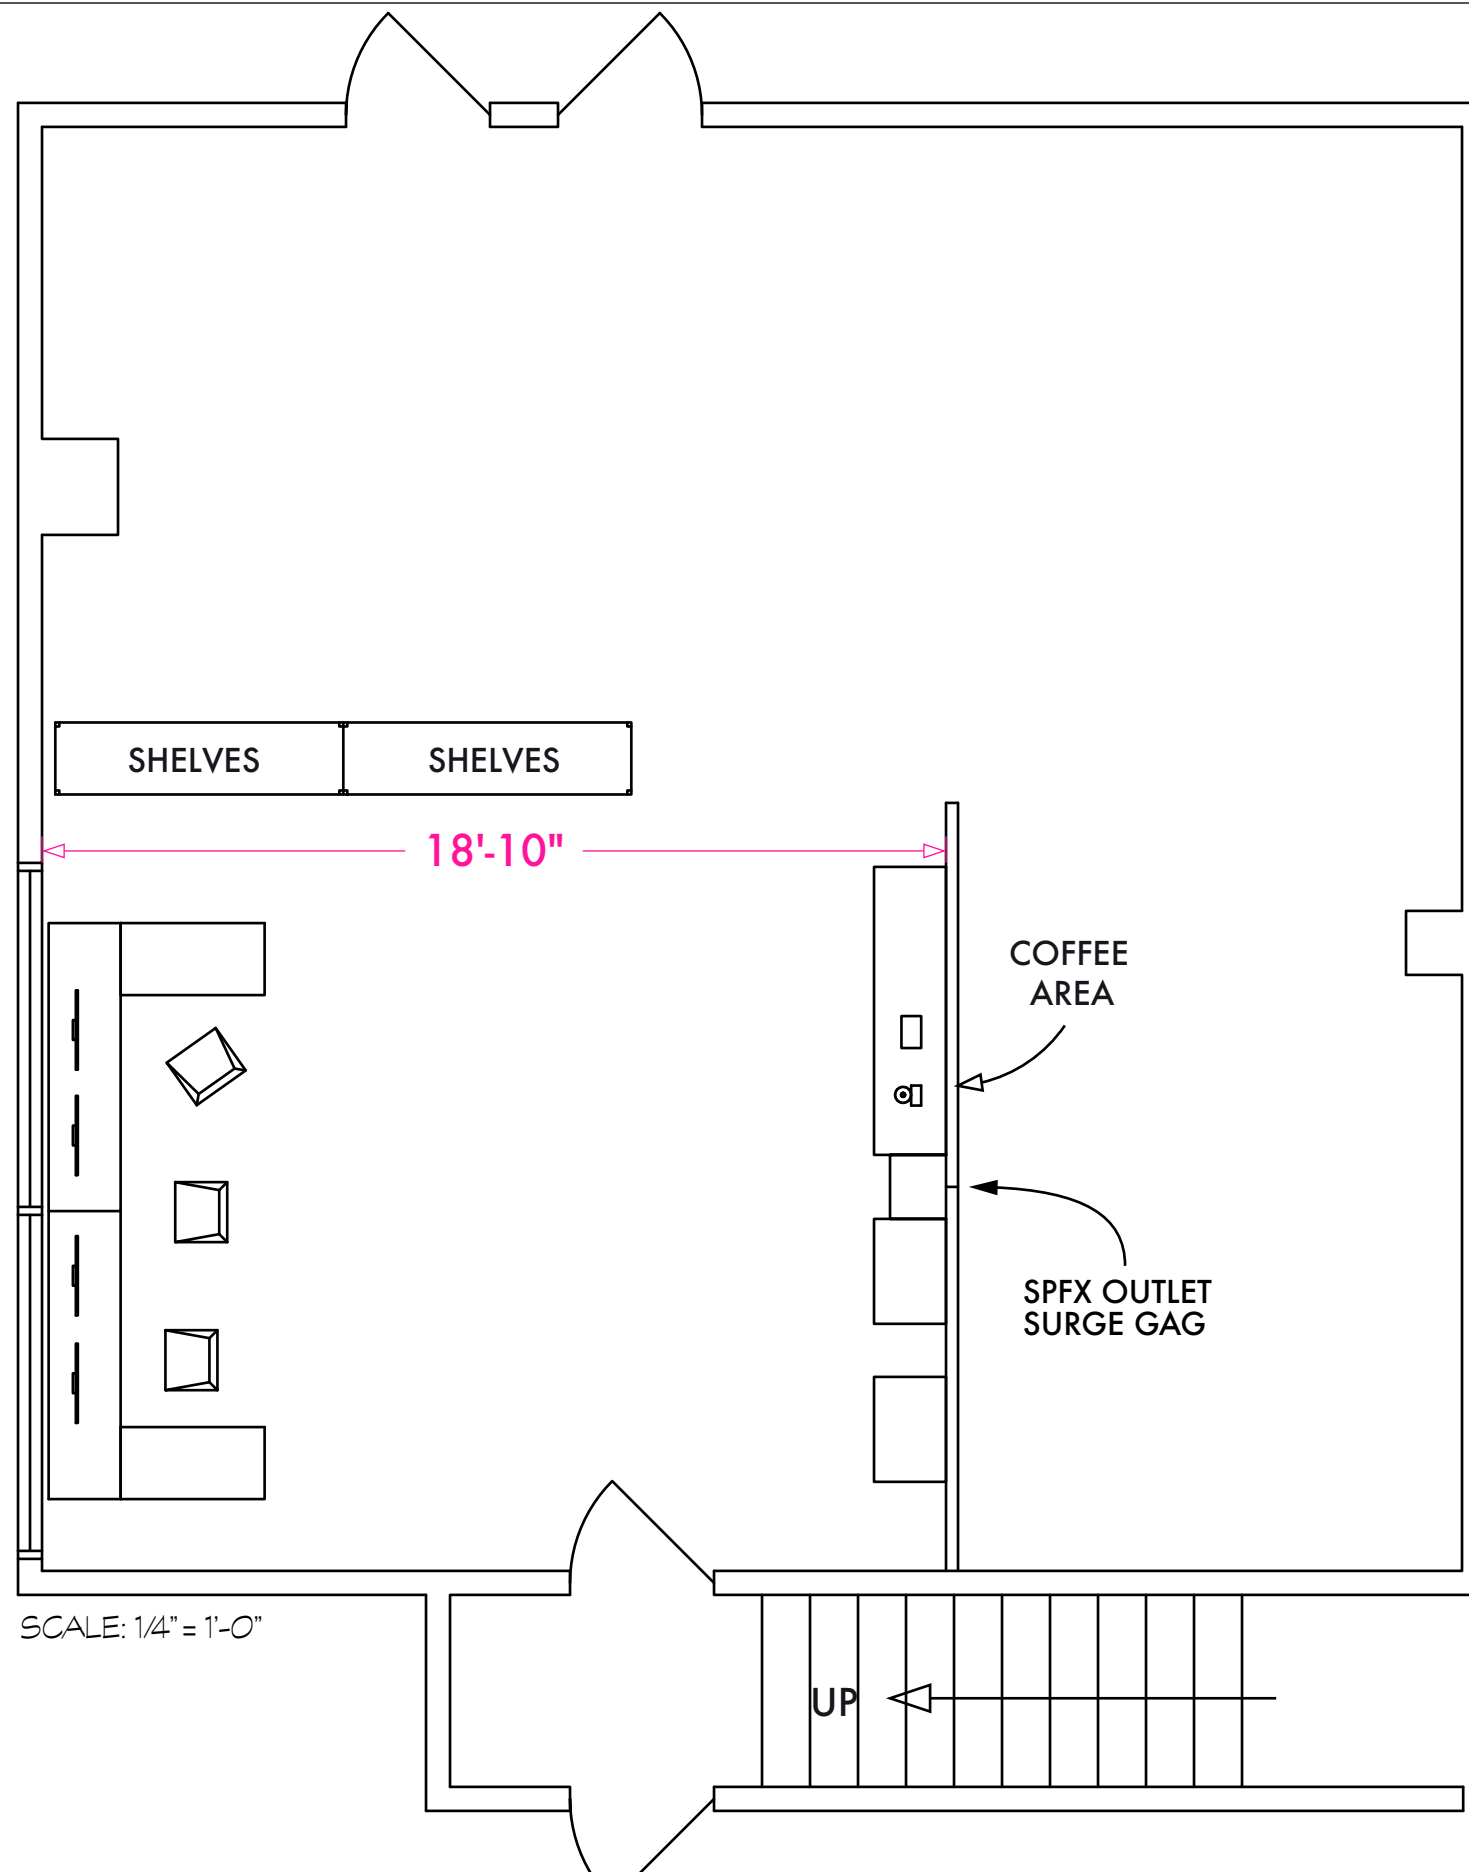 SHELVES
SHELVES
18'-10"
COFFEE
AREA
SPFX OUTLET
SURGE GAG
SCALE: 1/4" = 1'-0"
UP